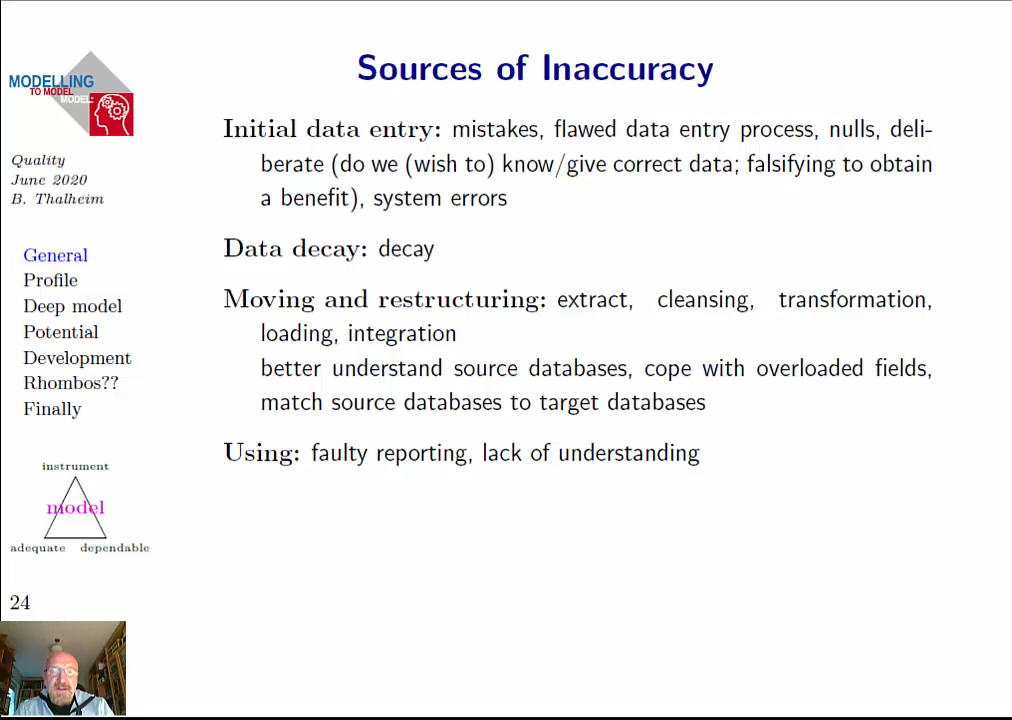 Sources of Inaccuracy
MODELLING
TO MODEL
MODEL:
Quality
June 2020
B. Thalheim
General
Profile
Deep model
Potential
Development
Rhombos??
Finally
instrument
model
adequate dependable
24
Initial data entry: mistakes, flawed data entry process, nulls, deli-
berate (do we (wish to) know/give correct data; falsifying to obtain
a benefit), system errors
Data decay: decay
Moving and restructuring: extract, cleansing, transformation,
loading, integration
better understand source databases, cope with overloaded fields,
match source databases to target databases
Using: faulty reporting, lack of understanding